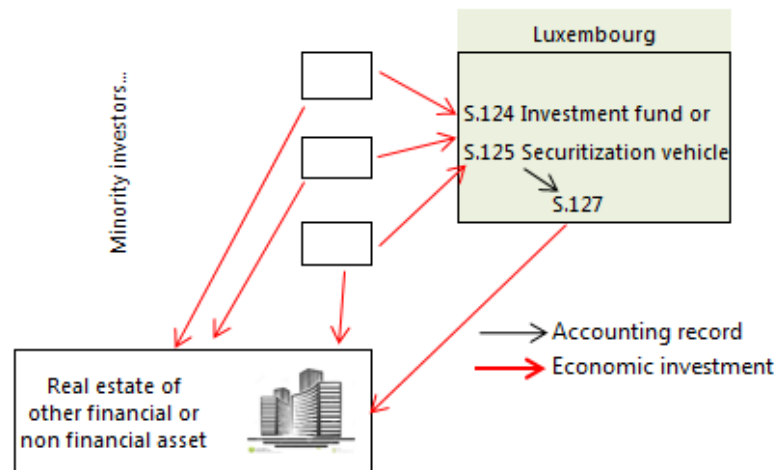 Luxembourg
Minority investors...
S.124 Investment fund or
S.125 Securitization vehicle
S.127
Accounting record
Economic investment
Real estate of
other financial or
non financial asset